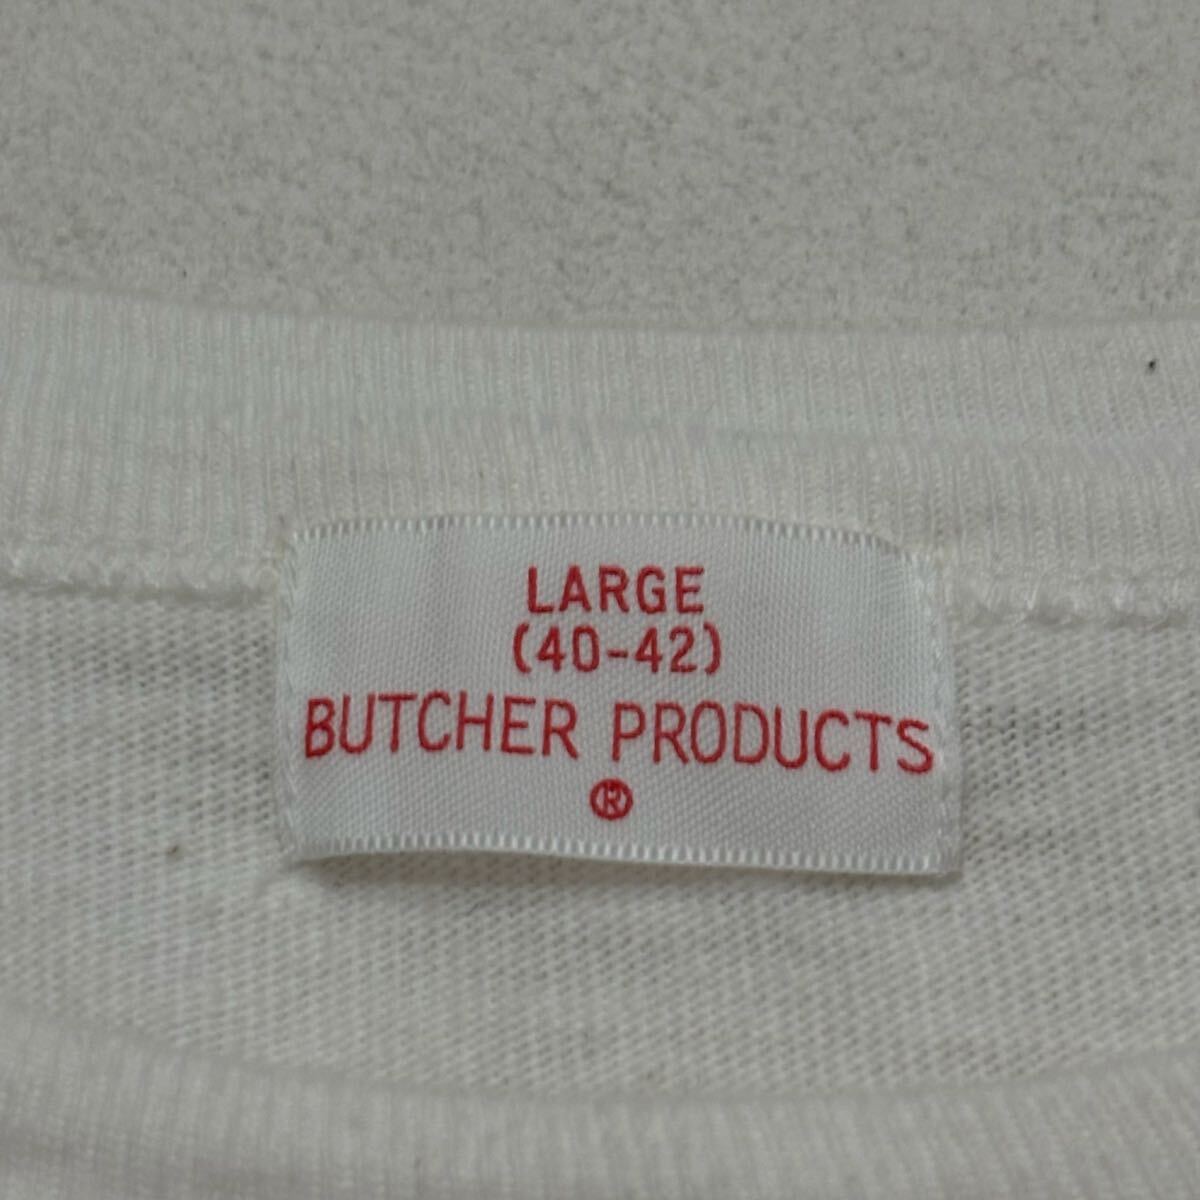 LARGE
(40-42)
BUTCHER PRODUCTS
®